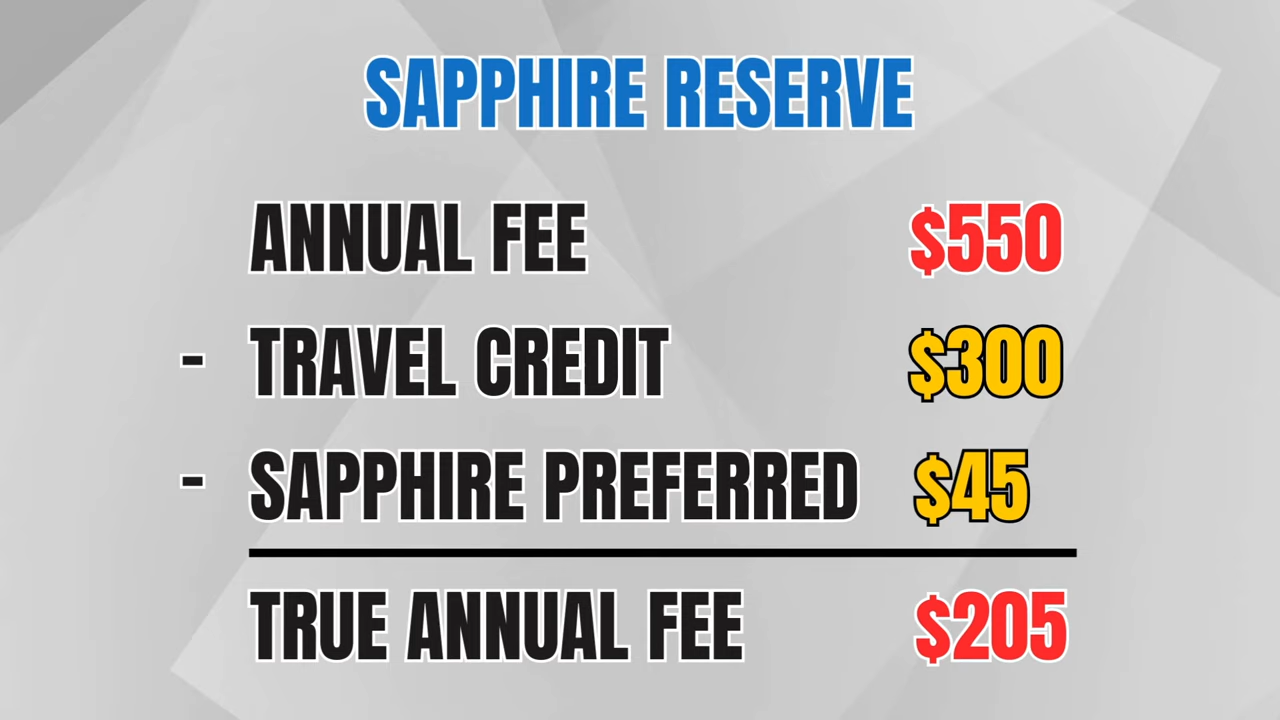 SAPPHIRE RESERVE
ANNUAL FEE $550
- TRAVEL CREDIT $300
- SAPPHIRE PREFERRED $45
TRUE ANNUAL FEE $205